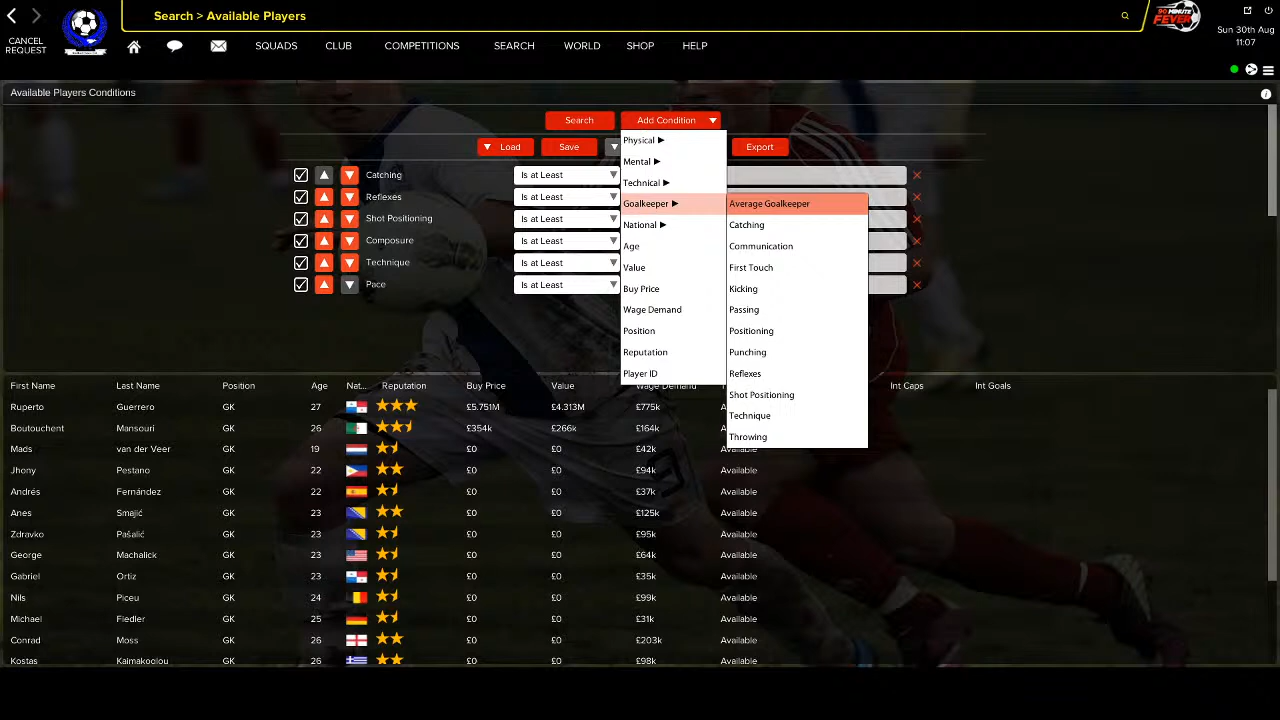 Search > Available Players
90 MINUTE FEVER
CANCEL REQUEST
Sun 30th Aug
11:07
SQUADS CLUB COMPETITIONS SEARCH WORLD SHOP HELP
Available Players Conditions
Search Add Condition
Load Save Export
Physical
Mental
Technical
Goalkeeper
National
Age
Value
Buy Price
Wage Demand
Position
Reputation
Player ID
Average Goalkeeper
Catching
Communication
First Touch
Kicking
Passing
Positioning
Punching
Reflexes
Shot Positioning
Technique
Throwing
Catching Is at Least
Reflexes Is at Least
Shot Positioning Is at Least
Composure Is at Least
Technique Is at Least
Pace Is at Least
First Name Last Name Position Age Nat... Reputation Buy Price Value Wage Demand Int Caps Int Goals
Ruperto Guerrero GK 27 £5.751M £4.313M £775k
Boutouchent Mansouri GK 26 £354k £266k £164k
Mads van der Veer GK 19 £0 £0 £42k Available
Jhony Pestano GK 22 £0 £0 £94k Available
Andrés Fernández GK 22 £0 £0 £37k Available
Anes Smajić GK 23 £0 £0 £125k Available
Zdravko Pašalić GK 23 £0 £0 £95k Available
George Machalick GK 23 £0 £0 £64k Available
Gabriel Ortiz GK 23 £0 £0 £35k Available
Nils Piceu GK 24 £0 £0 £99k Available
Michael Fiedler GK 25 £0 £0 £31k Available
Conrad Moss GK 26 £0 £0 £203k Available
Kostas Kaimakoglou GK 26 £0 £0 £98k Available